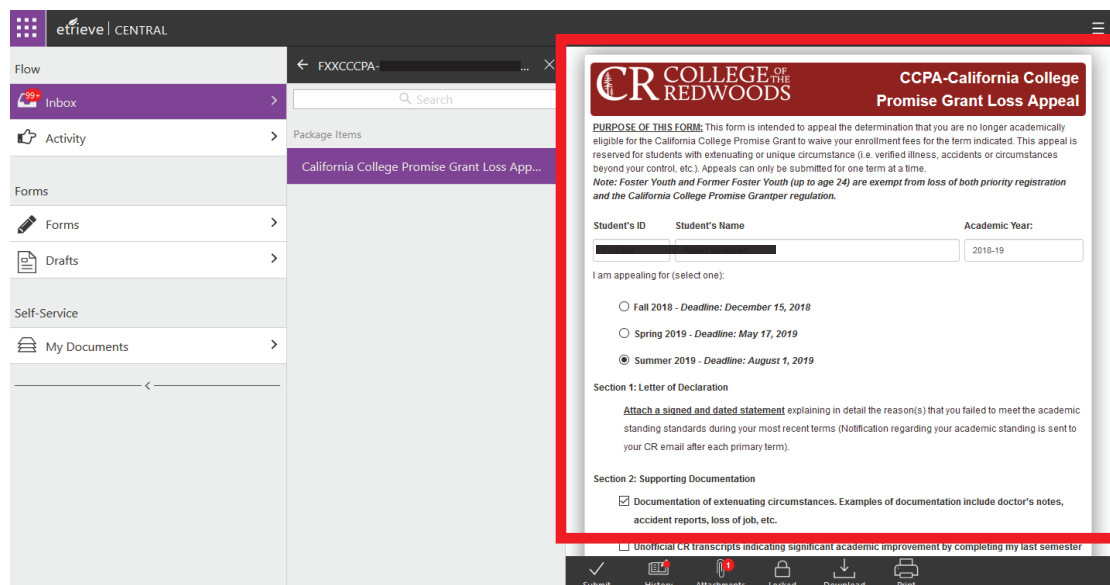 etrieve | CENTRAL
Flow
99+
Inbox
Activity
Forms
Forms
Drafts
Self-Service
My Documents
FXXCCCPA- ...
Search
Package Items
California College Promise Grant Loss App...
CR COLLEGE OF THE REDWOODS
CCPA-California College
Promise Grant Loss Appeal
PURPOSE OF THIS FORM: This form is intended to appeal the determination that you are no longer academically
eligible for the California College Promise Grant to waive your enrollment fees for the term indicated. This appeal is
reserved for students with extenuating or unique circumstance (i.e. verified illness, accidents or circumstances
beyond your control, etc.). Appeals can only be submitted for one term at a time.
Note: Foster Youth and Former Foster Youth (up to age 24) are exempt from loss of both priority registration
and the California College Promise Grantper regulation.
Student's ID Student's Name Academic Year:
2018-19
I am appealing for (select one):
Fall 2018 - Deadline: December 15, 2018
Spring 2019 - Deadline: May 17, 2019
Summer 2019 - Deadline: August 1, 2019
Section 1: Letter of Declaration
Attach a signed and dated statement explaining in detail the reason(s) that you failed to meet the academic
standing standards during your most recent terms (Notification regarding your academic standing is sent to
your CR email after each primary term).
Section 2: Supporting Documentation
Documentation of extenuating circumstances. Examples of documentation include doctor's notes,
accident reports, loss of job, etc.
Unofficial CR transcripts indicating significant academic improvement by completing my last semester
1
Submit History Attachments Locked Download Print